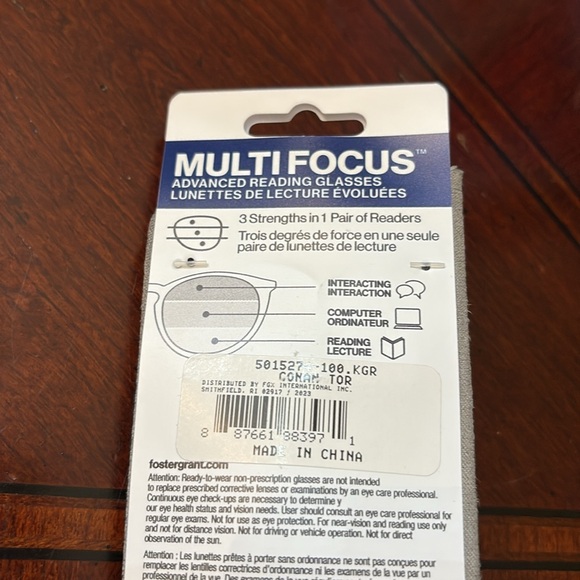 MULTI FOCUS™
ADVANCED READING GLASSES
LUNETTES DE LECTURE ÉVOLUÉES
3 Strengths in 1 Pair of Readers
Trois degrés de force en une seule
paire de lunettes de lecture
INTERACTING
INTERACTION
COMPUTER
ORDINATEUR
READING
LECTURE
100.KGR
CONAN TOR
DISTRIBUTED BY FGX INTERNATIONAL INC.
SMITHFIELD, RI 02917 / 2023
8 87661 98397 1
MADE IN CHINA
fostergrant.com
Attention: Ready-to-wear non-prescription glasses are not intended
to replace prescribed corrective lenses or examinations by an eye care professional.
Continuous eye check-ups are necessary to determine y
our eye health status and vision needs. User should consult an eye care professional for
regular eye exams. Not for use as eye protection. For near-vision and reading use only
and not for distance vision. Not for driving or vehicle operation. Not for direct
observation of the sun.
Attention : Les lunettes prêtes à porter sans ordonnance ne sont pas conçues pour
remplacer les lentilles correctrices d'ordonnance ni les examens de la vue par un